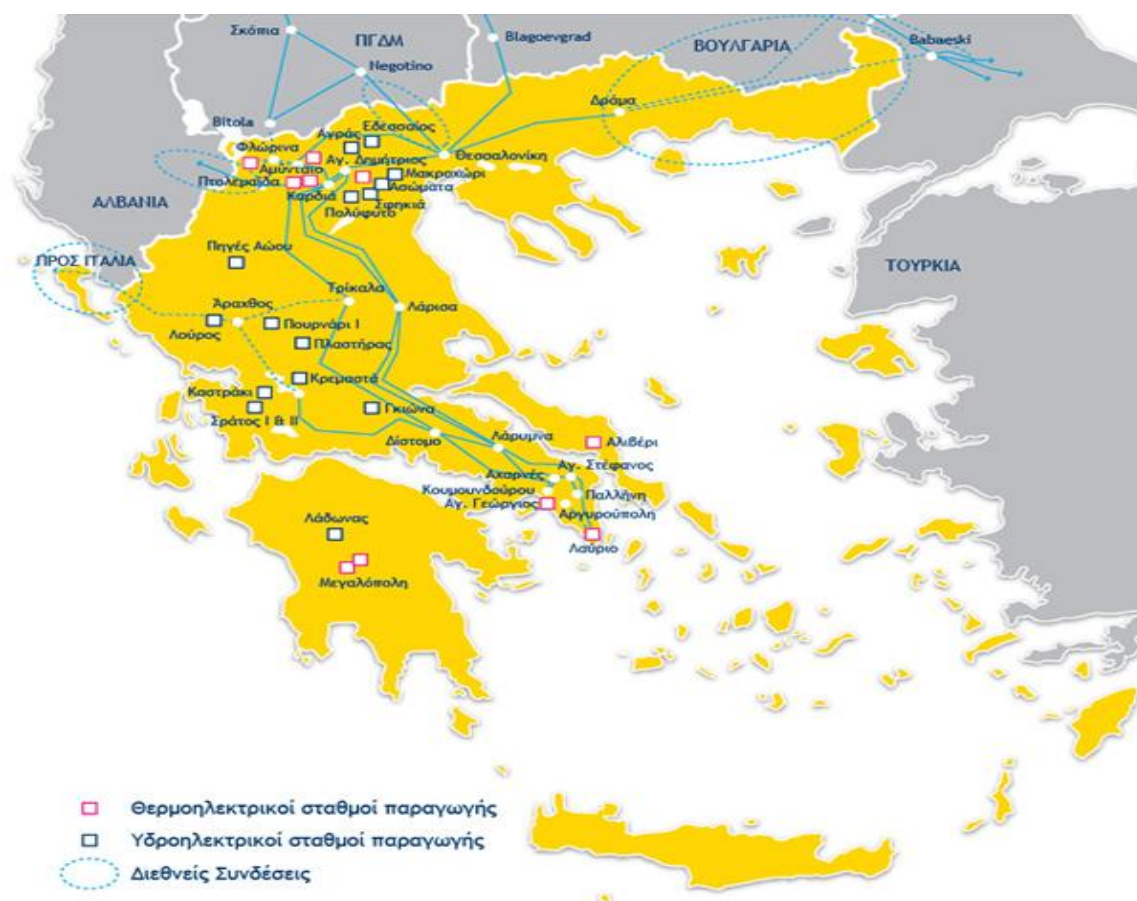 Σκόπια
ΠΓΔΜ
Blagoevgrad
ΒΟΥΛΓΑΡΙΑ
Babaeski
Negotino
Δράμα
Bitola
Εδεσσαίος
Αγράς
Φλώρινα
Θεσσαλονίκη
Αγ. Δημήτριος
Αμύνταιο
Μακροχώρι
Πτολεμαΐδα
Ασώματα
Καρδιά
Σφηκιά
Πολύφυτο
ΑΛΒΑΝΙΑ
Πηγές Αώου
ΠΡΟΣ ΙΤΑΛΙΑ
ΤΟΥΡΚΙΑ
Άραχθος
Τρίκαλα
Λάρισα
Λούρος
Πουρνάρι Ι
Πλαστήρας
Κρεμαστά
Καστράκι
Γκιώνα
Σράτος Ι & ΙΙ
Δίστομο
Λάρυμνα
Αλιβέρι
Αγ. Στέφανος
Αχαρνές
Κουμουνδούρου
Παλλήνη
Αγ. Γεώργιος
Αργυρούπολη
Λαύριο
Λάδωνας
Μεγαλόπολη
Θερμοηλεκτρικοί σταθμοί παραγωγής
Υδροηλεκτρικοί σταθμοί παραγωγής
Διεθνείς Συνδέσεις